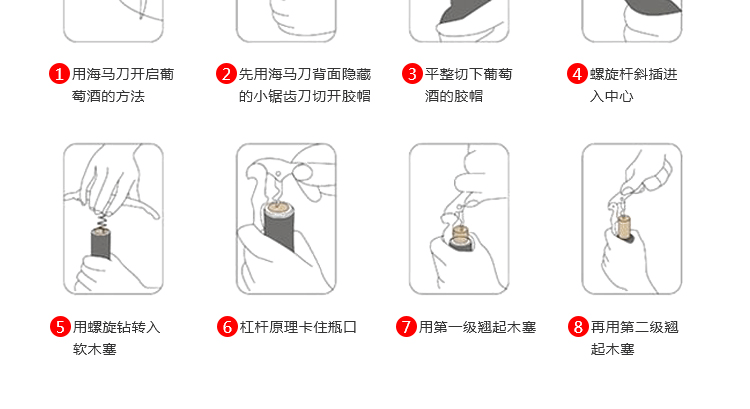 1 用海马刀开启葡
萄酒的方法
2 先用海马刀背面隐藏
的小锯齿刀切开胶帽
3 平整切下葡萄
酒的胶帽
4 螺旋杆斜插进
入中心
5 用螺旋钻转入
软木塞
6 杠杆原理卡住瓶口
7 用第一级翘起木塞
8 再用第二级翘
起木塞